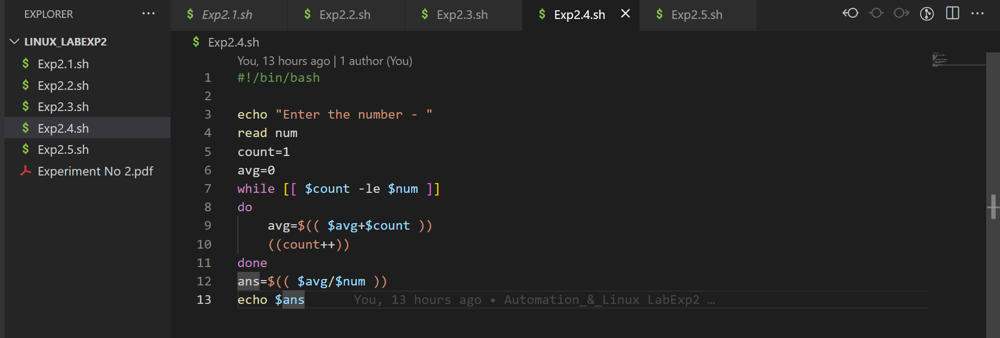 EXPLORER ...
LINUX_LABEXP2
$ Exp2.1.sh
$ Exp2.2.sh
$ Exp2.3.sh
$ Exp2.4.sh
$ Exp2.5.sh
Experiment No 2.pdf
$ Exp2.1.sh $ Exp2.2.sh $ Exp2.3.sh $ Exp2.4.sh $ Exp2.5.sh
$ Exp2.4.sh
You, 13 hours ago | 1 author (You)
1 #!/bin/bash
2
3 echo "Enter the number - "
4 read num
5 count=1
6 avg=0
7 while [[ $count -le $num ]]
8 do
9 avg=$(( $avg+$count ))
10 ((count++))
11 done
12 ans=$(( $avg/$num ))
13 echo $ans You, 13 hours ago • Automation_&_Linux LabExp2 …